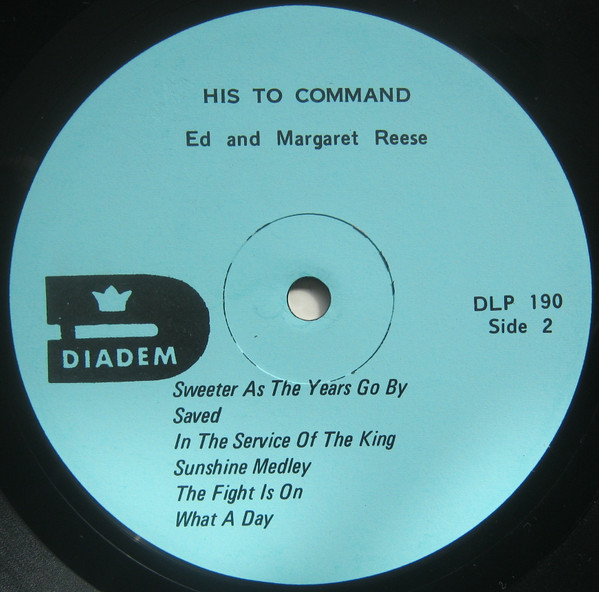 HIS TO COMMAND
Ed and Margaret Reese
DIADEM
DLP 190
Side 2
Sweeter As The Years Go By
Saved
In The Service Of The King
Sunshine Medley
The Fight Is On
What A Day